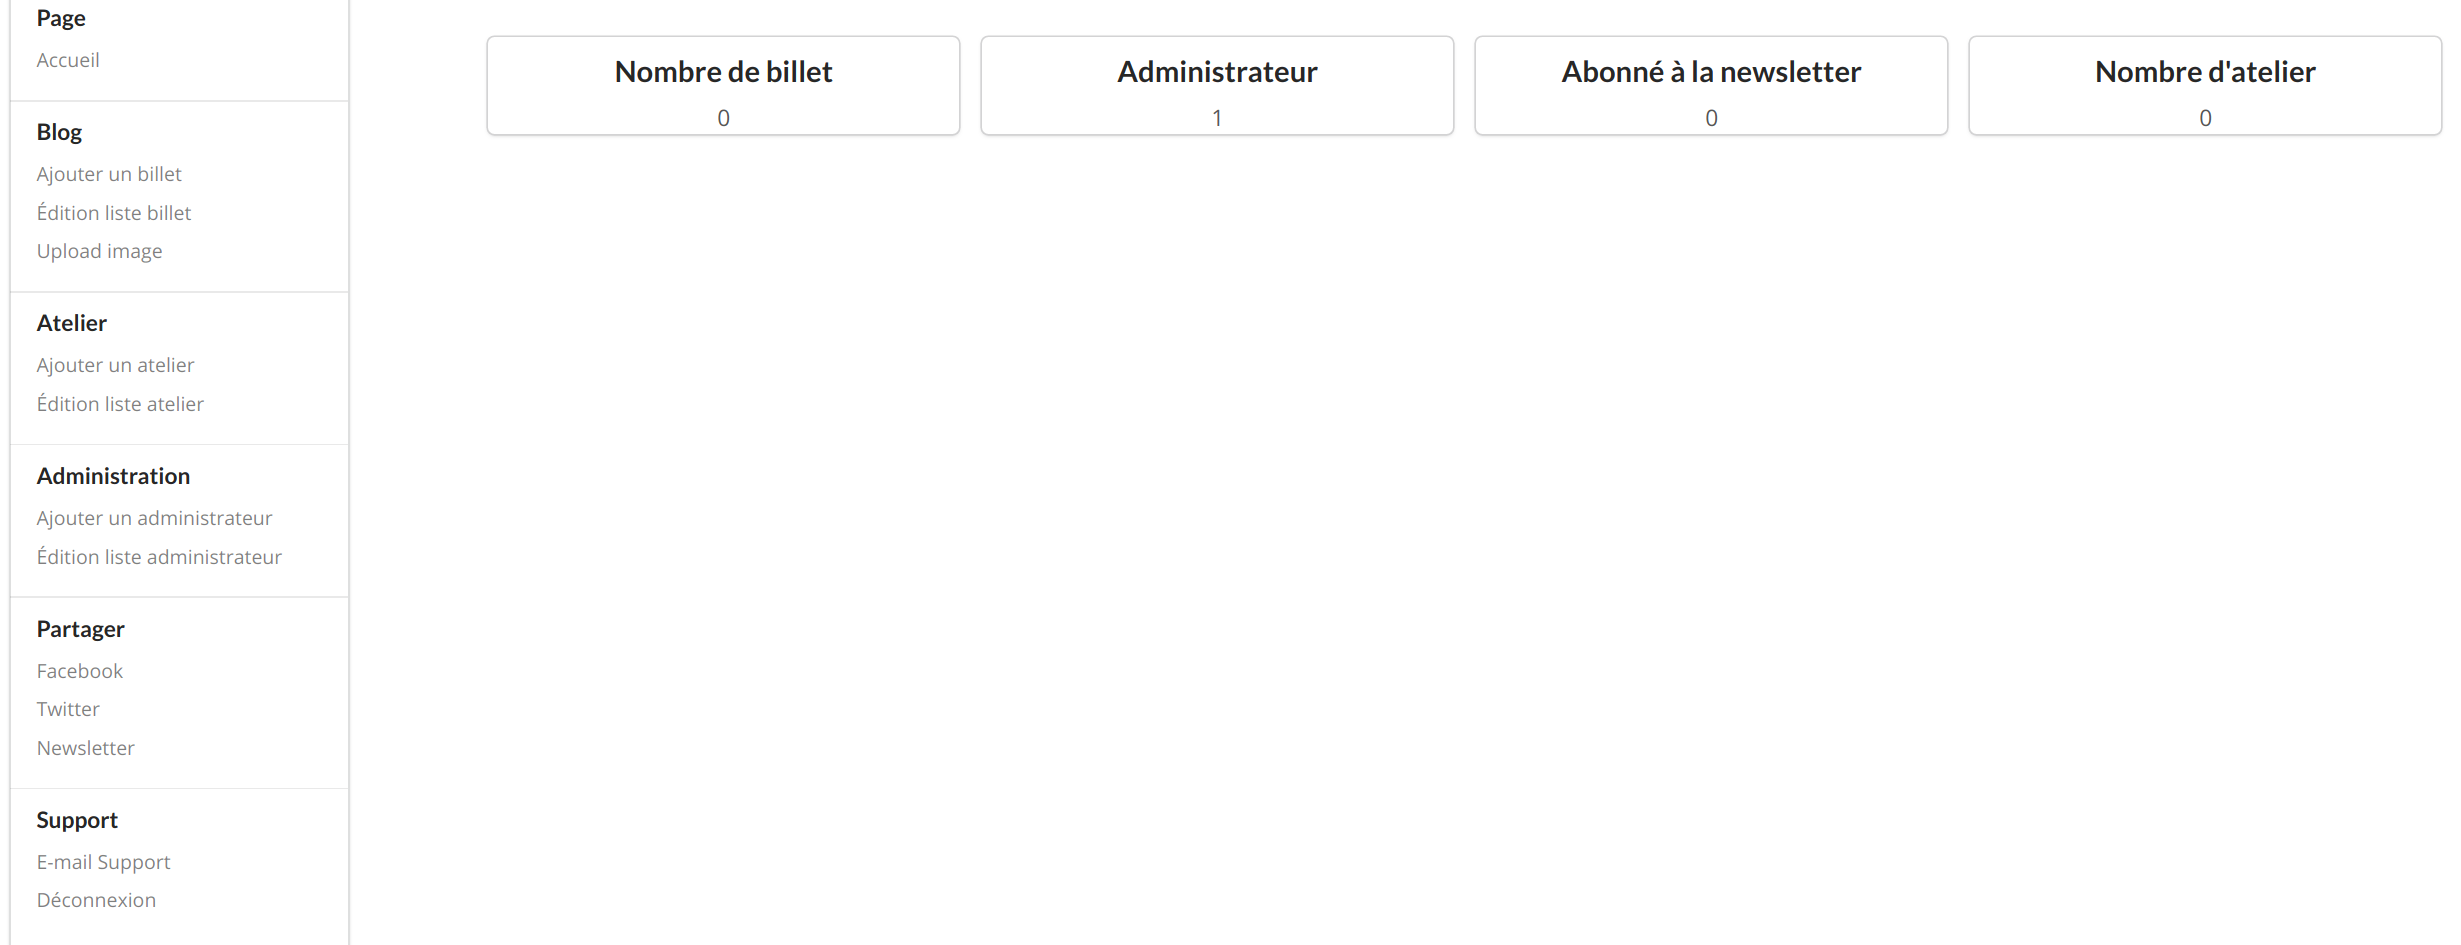 Page
Accueil
Blog
Ajouter un billet
Édition liste billet
Upload image
Atelier
Ajouter un atelier
Édition liste atelier
Administration
Ajouter un administrateur
Édition liste administrateur
Partager
Facebook
Twitter
Newsletter
Support
E-mail Support
Déconnexion
Nombre de billet
0
Administrateur
1
Abonné à la newsletter
0
Nombre d'atelier
0